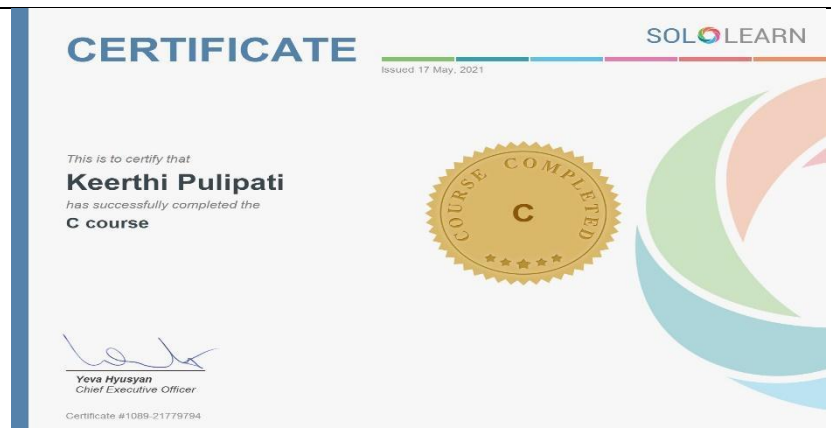 CERTIFICATE
SOLOLEARN
Issued 17 May, 2021
This is to certify that
Keerthi Pulipati
has successfully completed the
C course
COURSE COMPLETED
C
Yeva Hyusyan
Chief Executive Officer
Certificate #1089-21779794